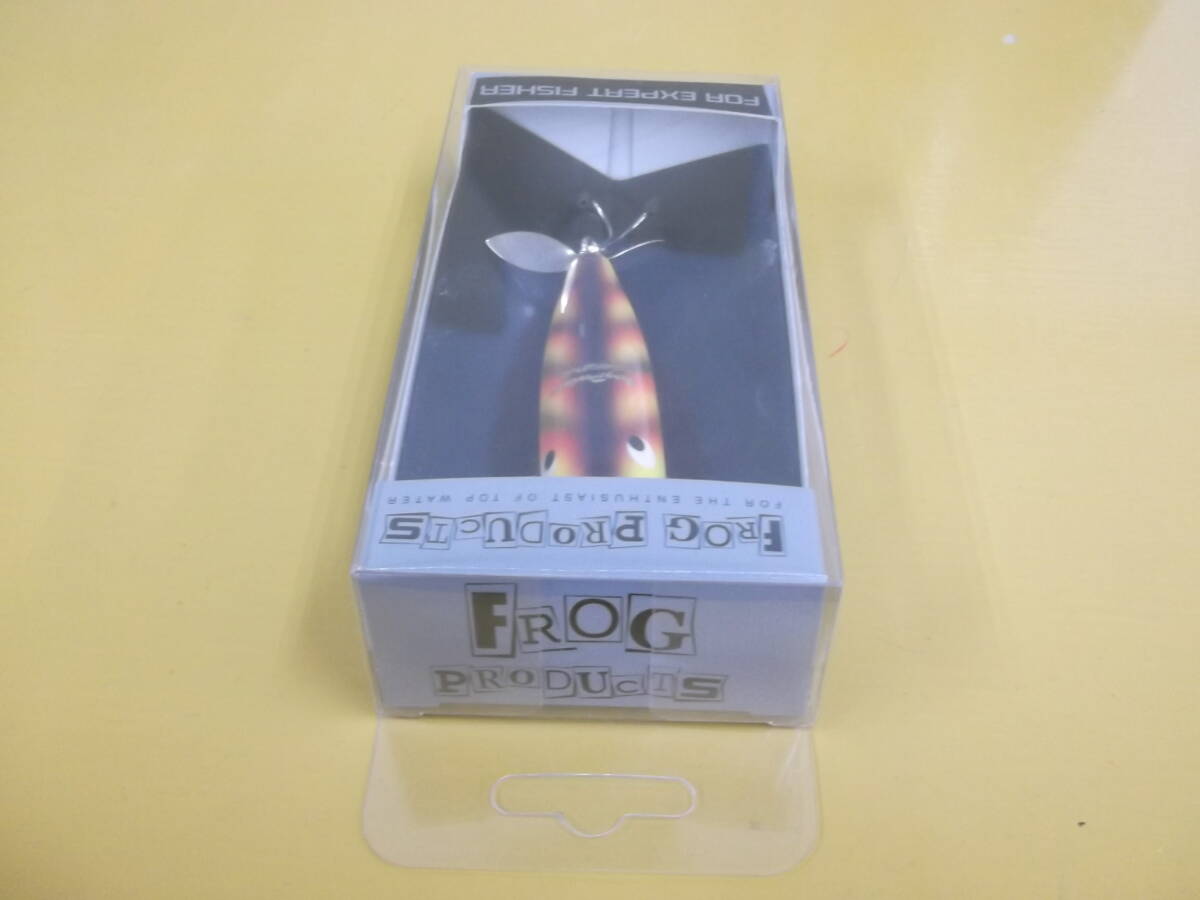 FOR EXPERT FISHER
FOR THE ENTHUSIAST OF TOP WATER
FROG PRODUCTS
FROG
PRODUCTS